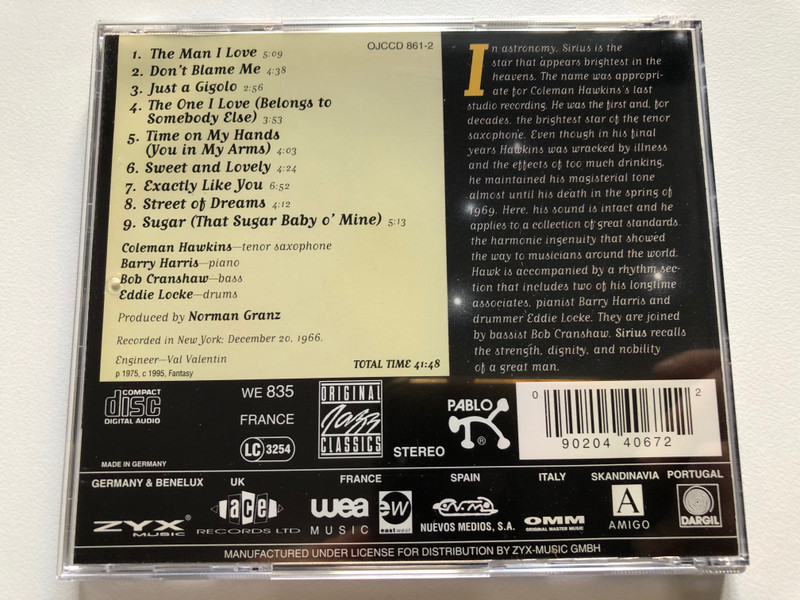 1. The Man I Love 5:09
2. Don't Blame Me 4:38
3. Just a Gigolo 2:56
4. The One I Love (Belongs to
Somebody Else) 3:53
5. Time on My Hands
(You in My Arms) 4:03
6. Sweet and Lovely 4:24
7. Exactly Like You 6:52
8. Street of Dreams 4:12
9. Sugar (That Sugar Baby o' Mine) 5:13
Coleman Hawkins—tenor saxophone
Barry Harris—piano
Bob Cranshaw—bass
Eddie Locke—drums
Produced by Norman Granz
Recorded in New York; December 20, 1966.
Engineer—Val Valentin
TOTAL TIME 41:48
p 1975, c 1995, Fantasy
OJCCD 861-2
In astronomy, Sirius is the
star that appears brightest in the
heavens. The name was appropri-
ate for Coleman Hawkins's last
studio recording. He was the first and, for
decades, the brightest star of the tenor
saxophone. Even though in his final
years Hawkins was wracked by illness
and the effects of too much drinking,
he maintained his magisterial tone
almost until his death in the spring of
1969. Here, his sound is intact and he
applies to a collection of great standards
the harmonic ingenuity that showed
the way to musicians around the world.
Hawk is accompanied by a rhythm sec-
tion that includes two of his longtime
associates, pianist Barry Harris and
drummer Eddie Locke. They are joined
by bassist Bob Cranshaw. Sirius recalls
the strength, dignity, and nobility
of a great man.
COMPACT
disc
DIGITAL AUDIO
MADE IN GERMANY
WE 835
FRANCE
LC 3254
ORIGINAL
Jazz
CLASSICS
STEREO
PABLO
®
0 90204 40672 2
GERMANY & BENELUX UK FRANCE SPAIN ITALY SKANDINAVIA PORTUGAL
ZYX®
MUSIC
ace
RECORDS LTD
wea
MUSIC
ew
eastwest
NUEVOS MEDIOS, S.A.
OMM
ORIGINAL MASTER MUSIC
A
AMIGO
DARGIL
MANUFACTURED UNDER LICENSE FOR DISTRIBUTION BY ZYX-MUSIC GMBH